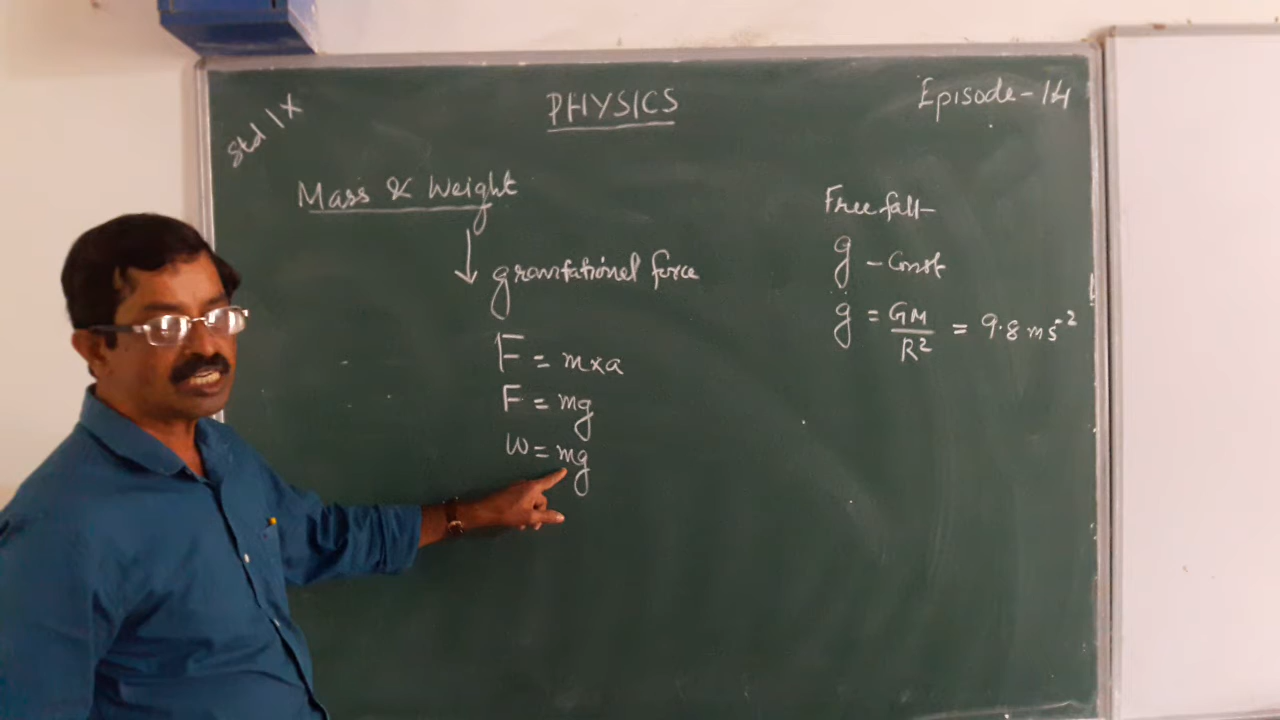 std IX
PHYSICS
Episode-14
Mass & Weight
gravitational force
F = m×a
F = mg
W = mg
Free fall-
g - Const
g = GM/R² = 9.8 ms⁻²